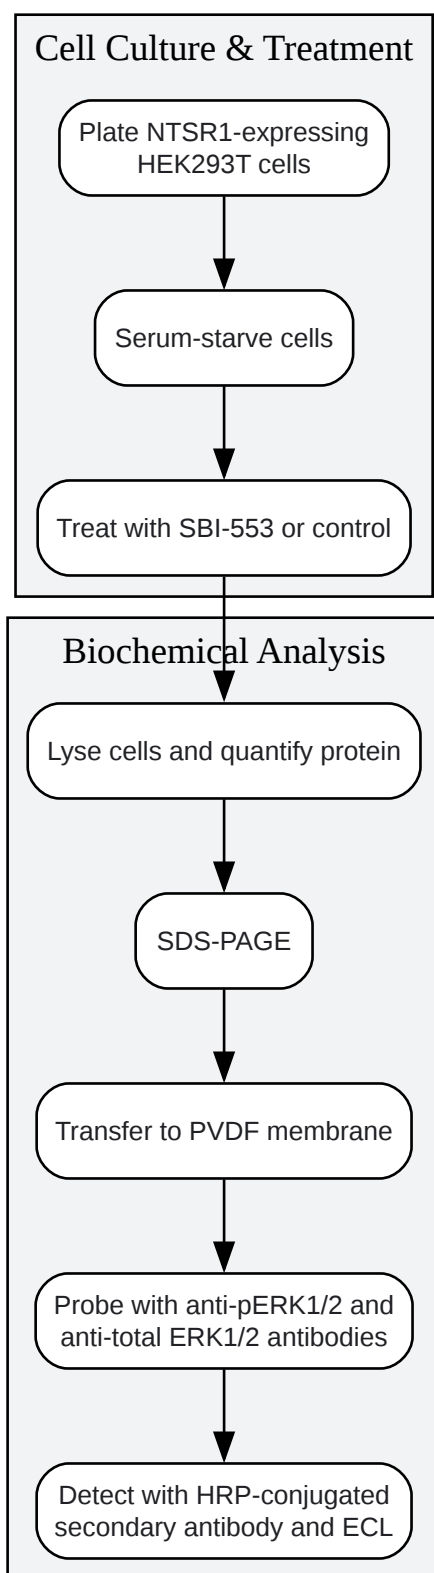 Cell Culture & Treatment
Plate NTSR1-expressing
HEK293T cells
Serum-starve cells
Treat with SBI-553 or control
Biochemical Analysis
Lyse cells and quantify protein
SDS-PAGE
Transfer to PVDF membrane
Probe with anti-pERK1/2 and
anti-total ERK1/2 antibodies
Detect with HRP-conjugated
secondary antibody and ECL